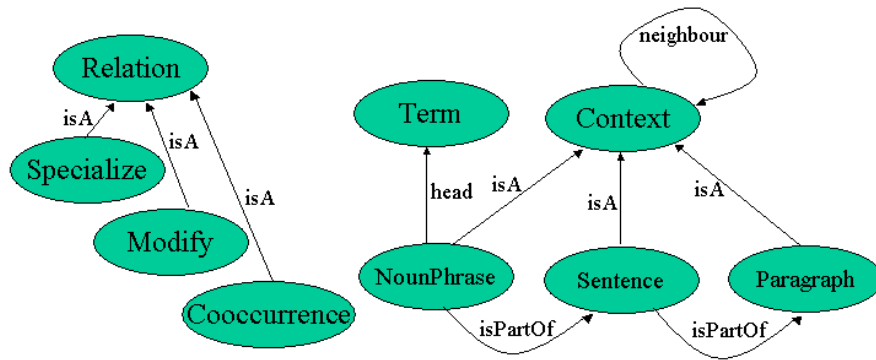 neighbour
Relation
Term
Context
isA
isA
Specialize
head
isA
isA
isA
isA
Modify
NounPhrase
Sentence
Paragraph
Cooccurrence
isPartOf
isPartOf